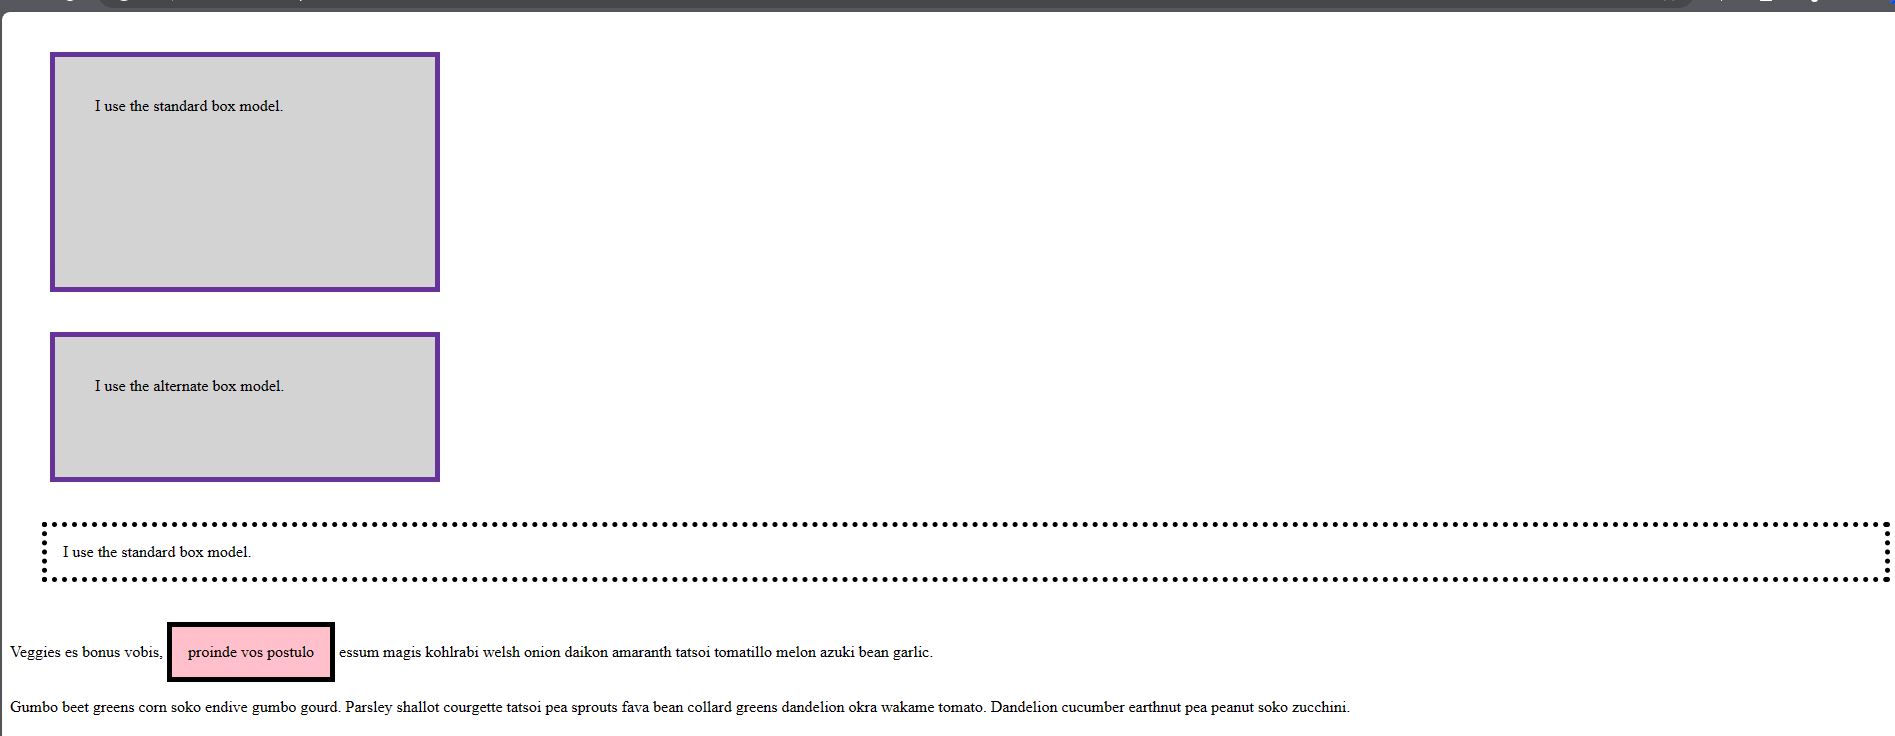 I use the standard box model.
I use the alternate box model.
I use the standard box model.
Veggies es bonus vobis, proinde vos postulo essum magis kohlrabi welsh onion daikon amaranth tatsoi tomatillo melon azuki bean garlic.
Gumbo beet greens corn soko endive gumbo gourd. Parsley shallot courgette tatsoi pea sprouts fava bean collard greens dandelion okra wakame tomato. Dandelion cucumber earthnut pea peanut soko zucchini.